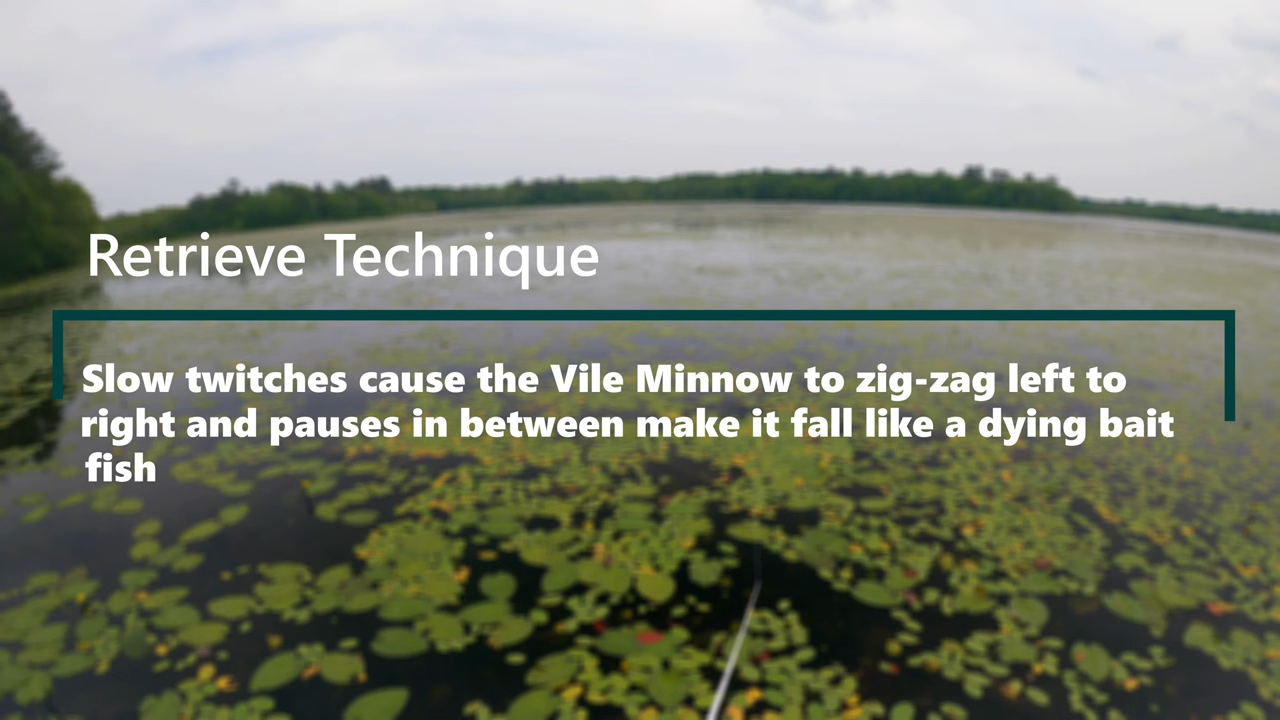 Retrieve Technique
Slow twitches cause the Vile Minnow to zig-zag left to
right and pauses in between make it fall like a dying bait
fish